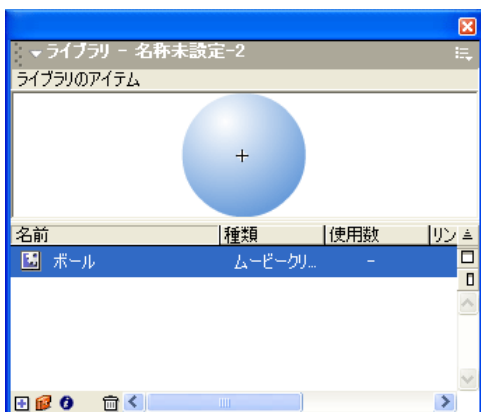 ライブラリ - 名称未設定-2
ライブラリのアイテム
名前 種類 使用数 リン
ボール ムービークリ... -